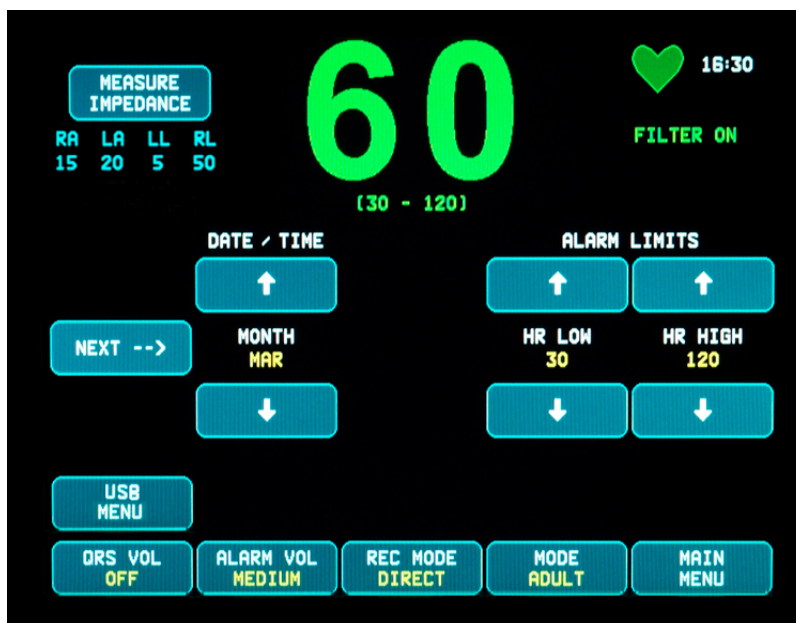 MEASURE
IMPEDANCE
RA LA LL RL
15 20 5 50
60
(30 - 120)
16:30
FILTER ON
DATE / TIME
ALARM LIMITS
NEXT -->
MONTH
MAR
HR LOW
30
HR HIGH
120
USB
MENU
QRS VOL
OFF
ALARM VOL
MEDIUM
REC MODE
DIRECT
MODE
ADULT
MAIN
MENU